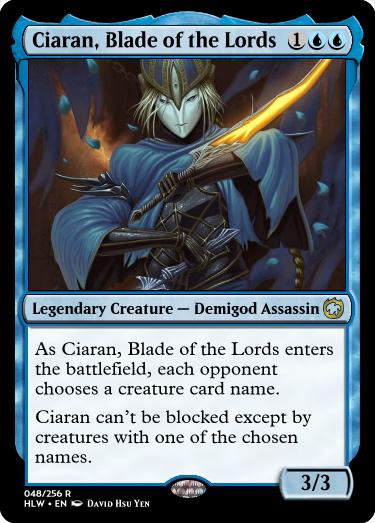 Ciaran, Blade of the Lords 1
Legendary Creature — Demigod Assassin
As Ciaran, Blade of the Lords enters
the battlefield, each opponent
chooses a creature card name.
Ciaran can't be blocked except by
creatures with one of the chosen
names.
3/3
048/256 R
HLW • EN DAVID HSU YEN